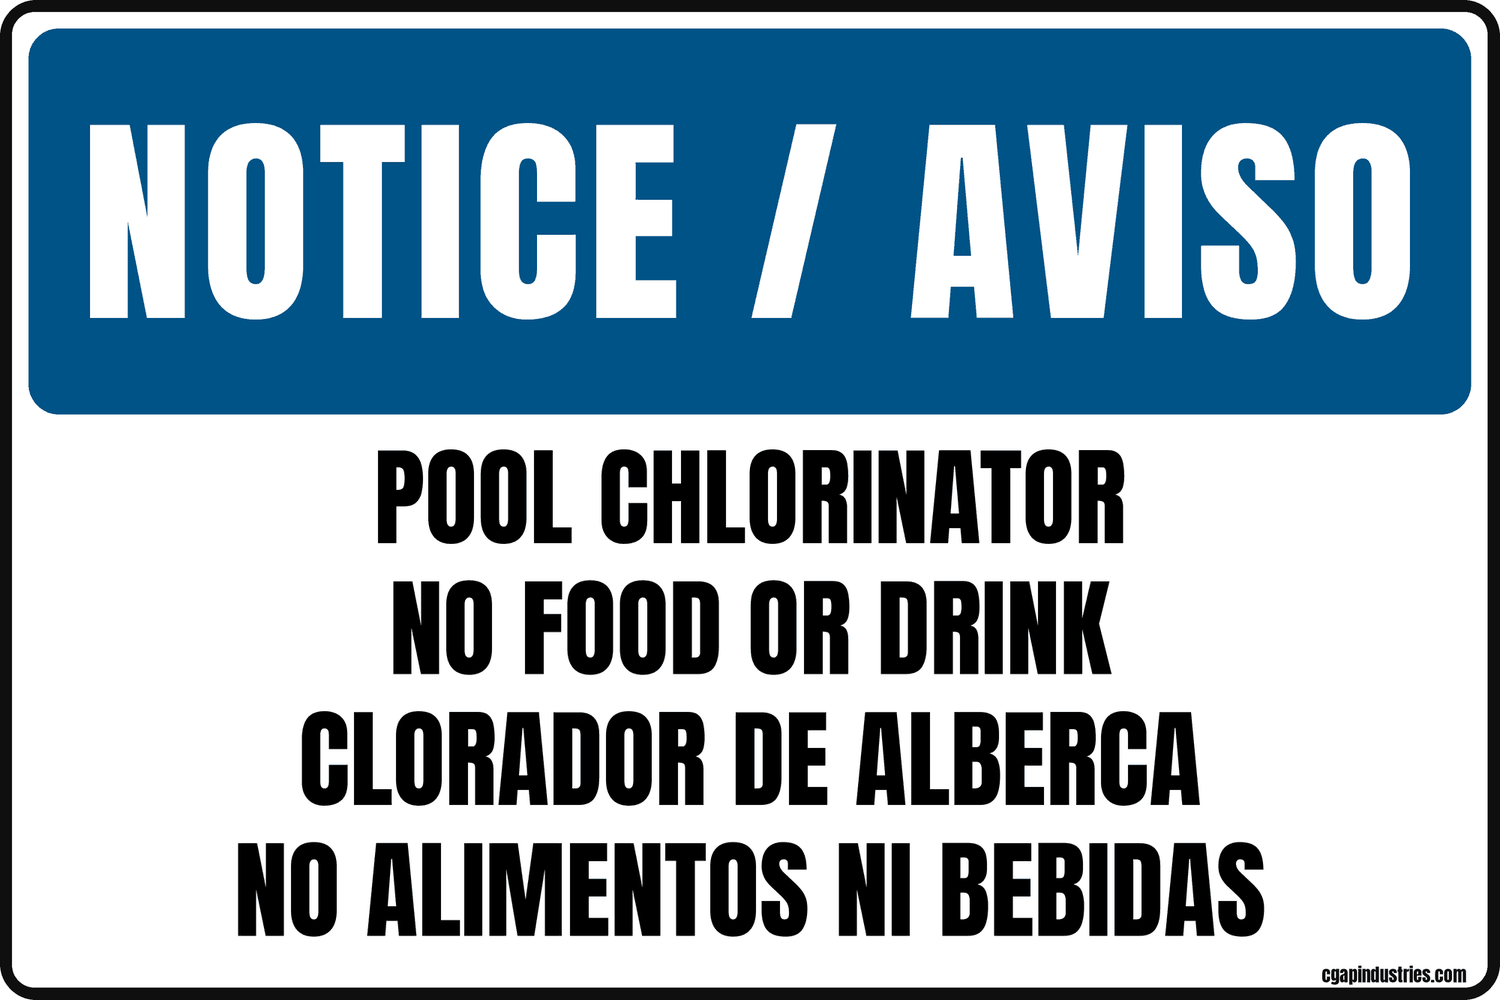 NOTICE / AVISO
POOL CHLORINATOR
NO FOOD OR DRINK
CLORADOR DE ALBERCA
NO ALIMENTOS NI BEBIDAS
cgapindustries.com